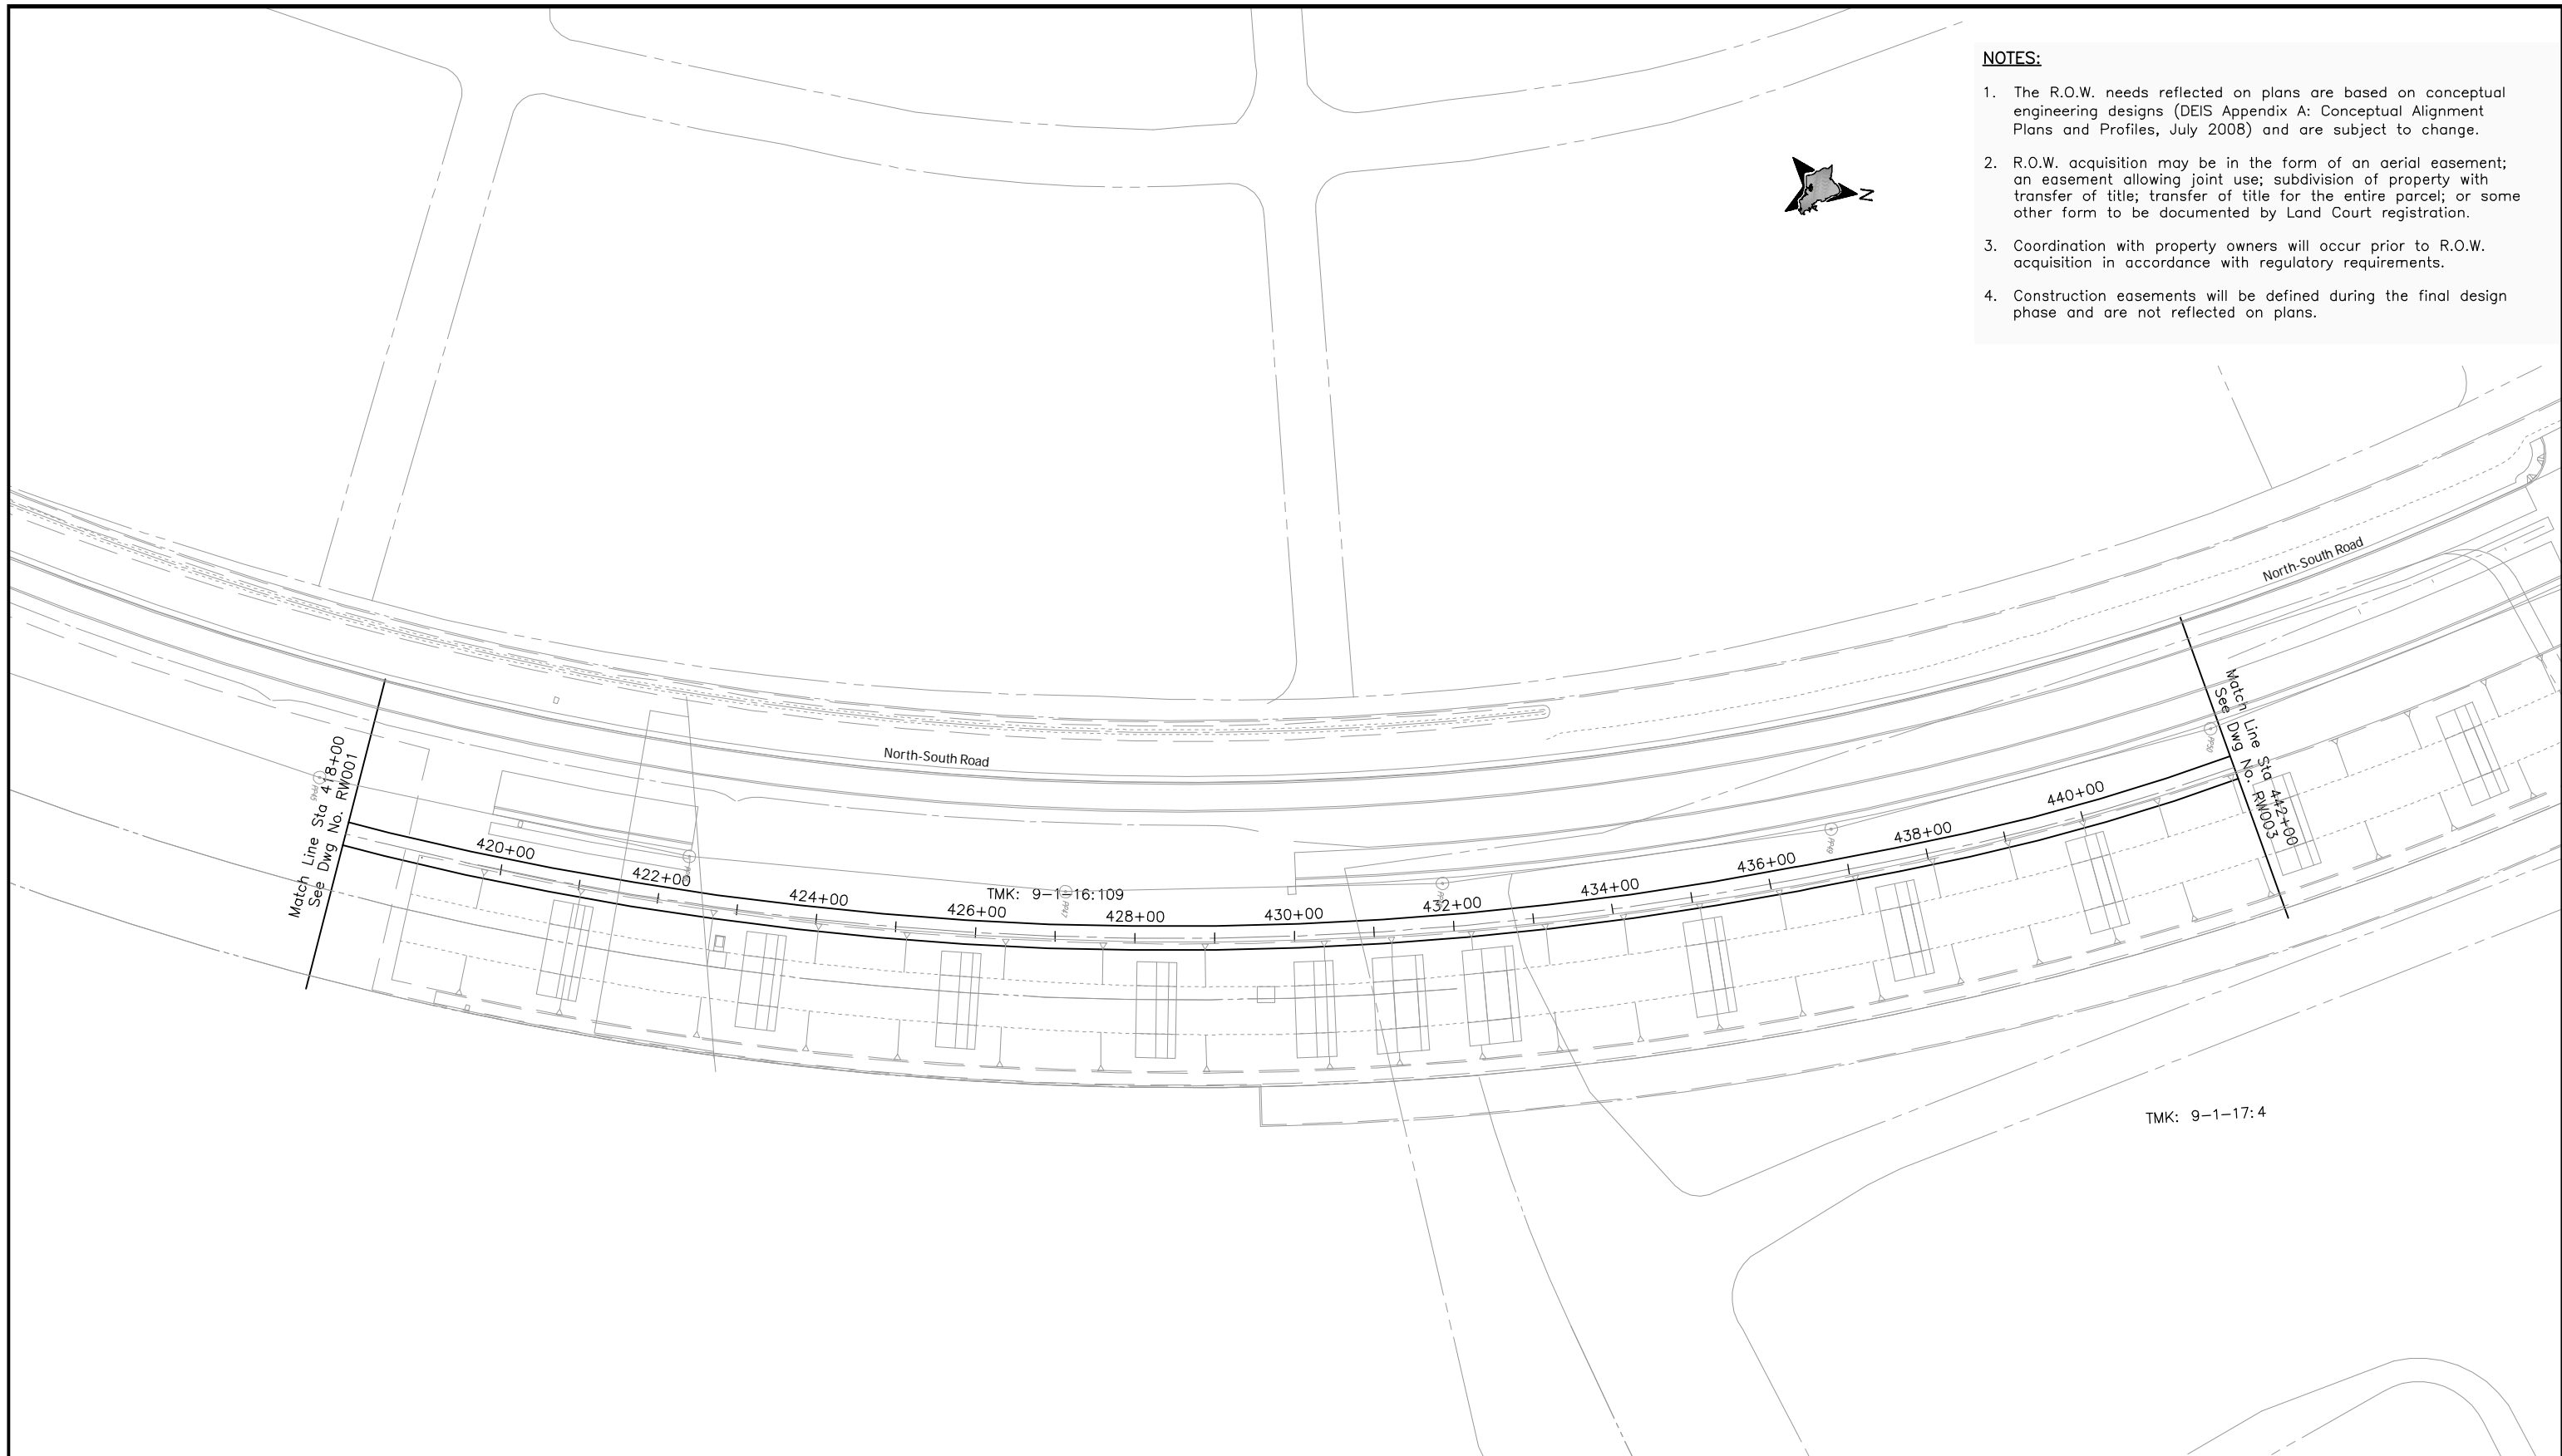 NOTES:
1. The R.O.W. needs reflected on plans are based on conceptual
engineering designs (DEIS Appendix A: Conceptual Alignment
Plans and Profiles, July 2008) and are subject to change.
2. R.O.W. acquisition may be in the form of an aerial easement;
an easement allowing joint use; subdivision of property with
transfer of title; transfer of title for the entire parcel; or some
other form to be documented by Land Court registration.
3. Coordination with property owners will occur prior to R.O.W.
acquisition in accordance with regulatory requirements.
4. Construction easements will be defined during the final design
phase and are not reflected on plans.
N
North-South Road
North-South Road
Match Line Sta 418+00
See Dwg No. RW001
Match Line Sta 442+00
See Dwg No. RW003
PP45
PP47
PP49
PP50
420+00
422+00
424+00
426+00
TMK: 9-1-16:109
428+00
430+00
432+00
434+00
436+00
438+00
440+00
TMK: 9-1-17:4